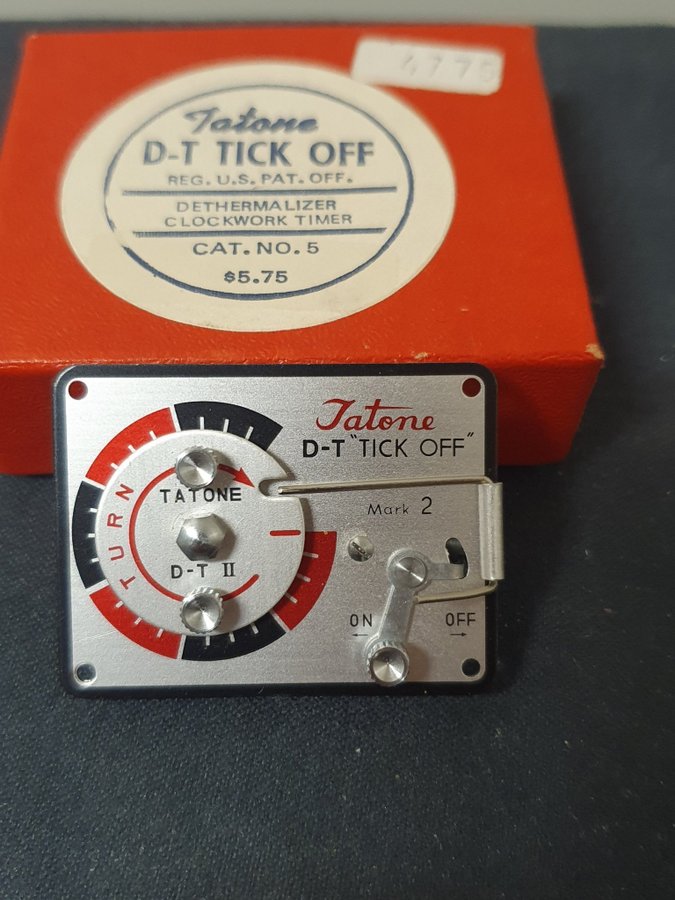 4775
Tatone
D-T TICK OFF
REG. U.S. PAT. OFF.
DETHERMALIZER
CLOCKWORK TIMER
CAT. NO. 5
$5.75
Tatone
D-T "TICK OFF"
Mark 2
TURN
TATONE
D-T II
ON OFF